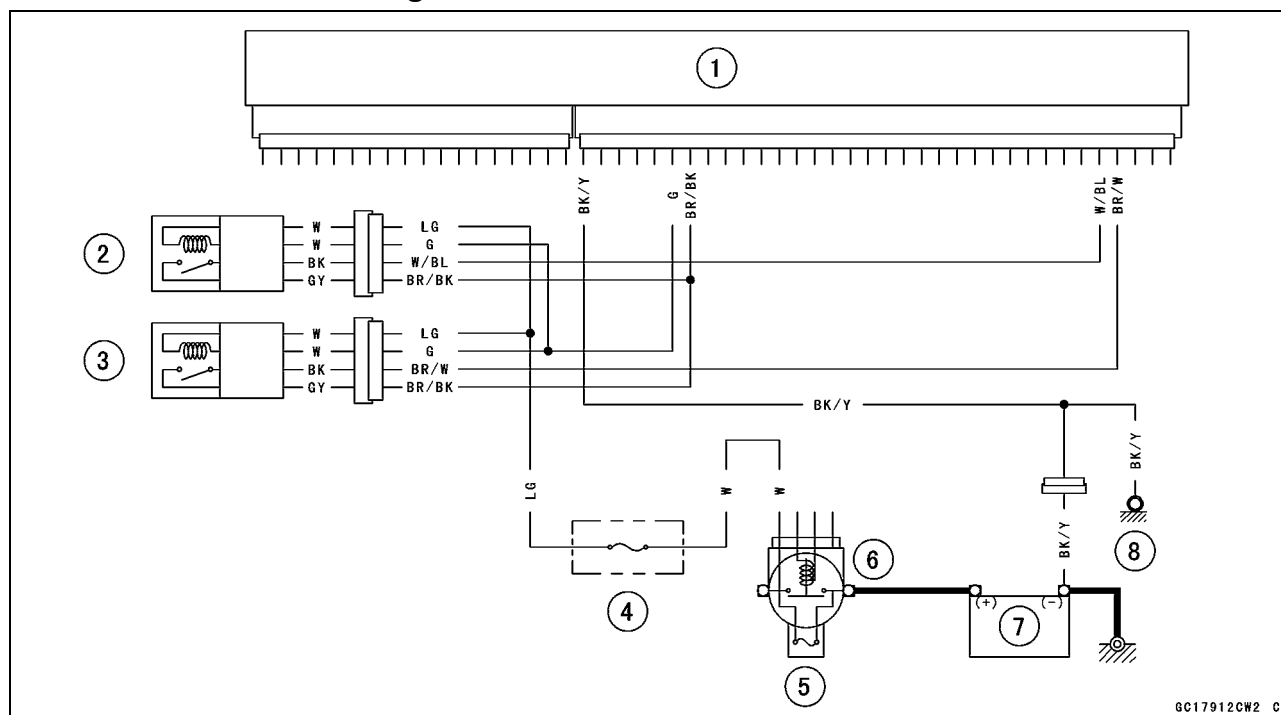 g
1
BK/Y
G
BR/BK
W/BL
BR/W
2
W LG
W G
BK W/BL
GY BR/BK
3
W LG
W G
BK BR/W
GY BR/BK
BK/Y
BK/Y
LG
W
W
BK/Y
4
5
6
(+) (-)
7
8
GC17912CW2 C